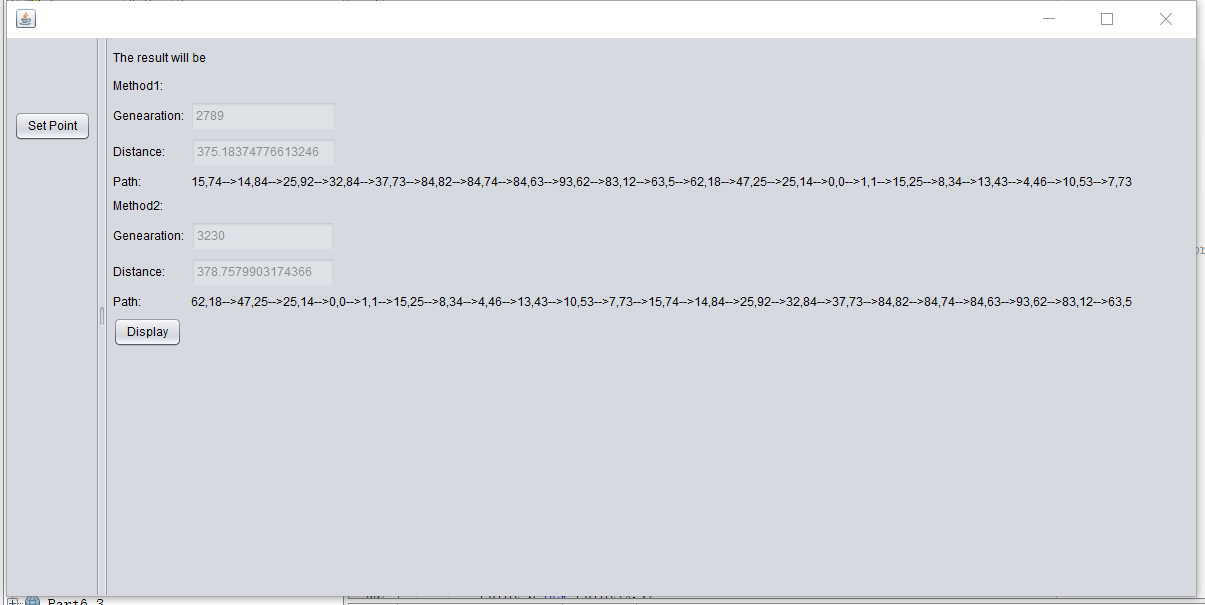 The result will be
Method1:
Set Point
Genearation: 2789
Distance: 375.18374776613246
Path: 15,74-->14,84-->25,92-->32,84-->37,73-->84,82-->84,74-->84,63-->93,62-->83,12-->63,5-->62,18-->47,25-->25,14-->0,0-->1,1-->15,25-->8,34-->13,43-->4,46-->10,53-->7,73
Method2:
Genearation: 3230
Distance: 378.7579903174366
Path: 62,18-->47,25-->25,14-->0,0-->1,1-->15,25-->8,34-->4,46-->13,43-->10,53-->7,73-->15,74-->14,84-->25,92-->32,84-->37,73-->84,82-->84,74-->84,63-->93,62-->83,12-->63,5
Display